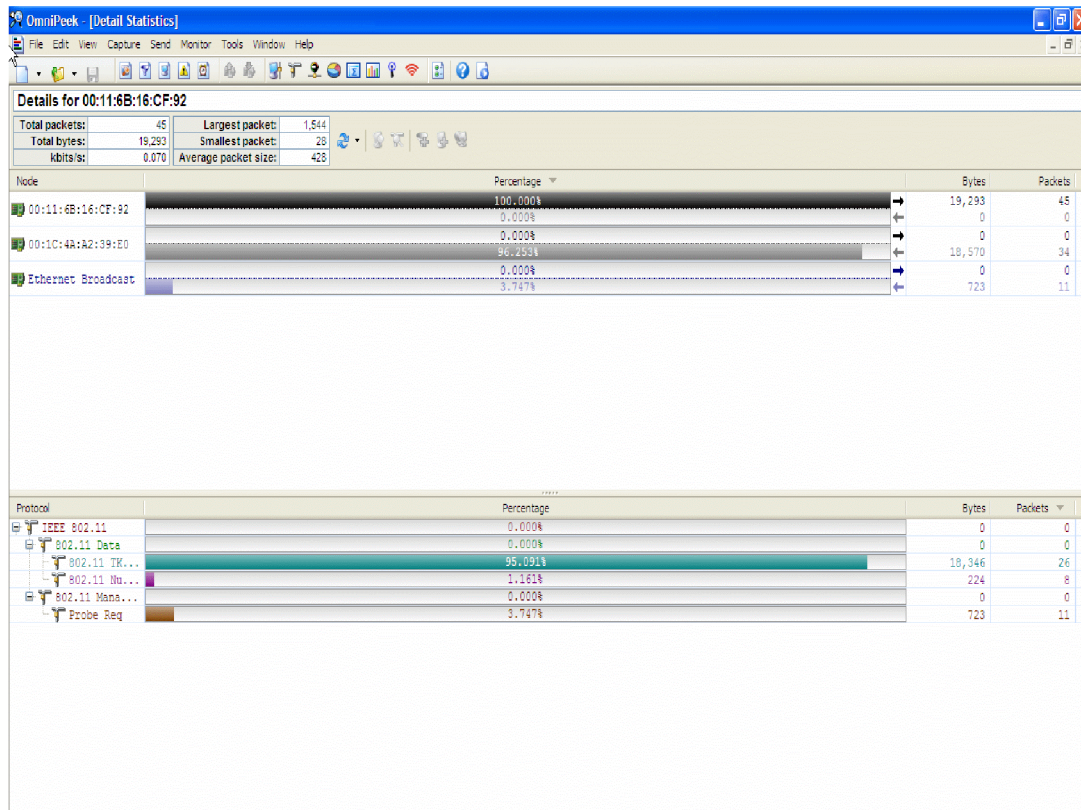 OmniPeek - [Detail Statistics]
File Edit View Capture Send Monitor Tools Window Help
Details for 00:11:6B:16:CF:92
Total packets: 45 Largest packet: 1,544
Total bytes: 19,293 Smallest packet: 28
kbits/s: 0.070 Average packet size: 428
Node Percentage Bytes Packets
00:11:6B:16:CF:92 100.000% 19,293 45
0.000% 0 0
00:1C:4A:A2:39:E0 0.000% 0 0
96.253% 18,570 34
Ethernet Broadcast 0.000% 0 0
3.747% 723 11
Protocol Percentage Bytes Packets
IEEE 802.11 0.000% 0 0
802.11 Data 0.000% 0 0
802.11 TK... 95.091% 18,346 26
802.11 Nu... 1.161% 224 8
802.11 Mana... 0.000% 0 0
Probe Req 3.747% 723 11